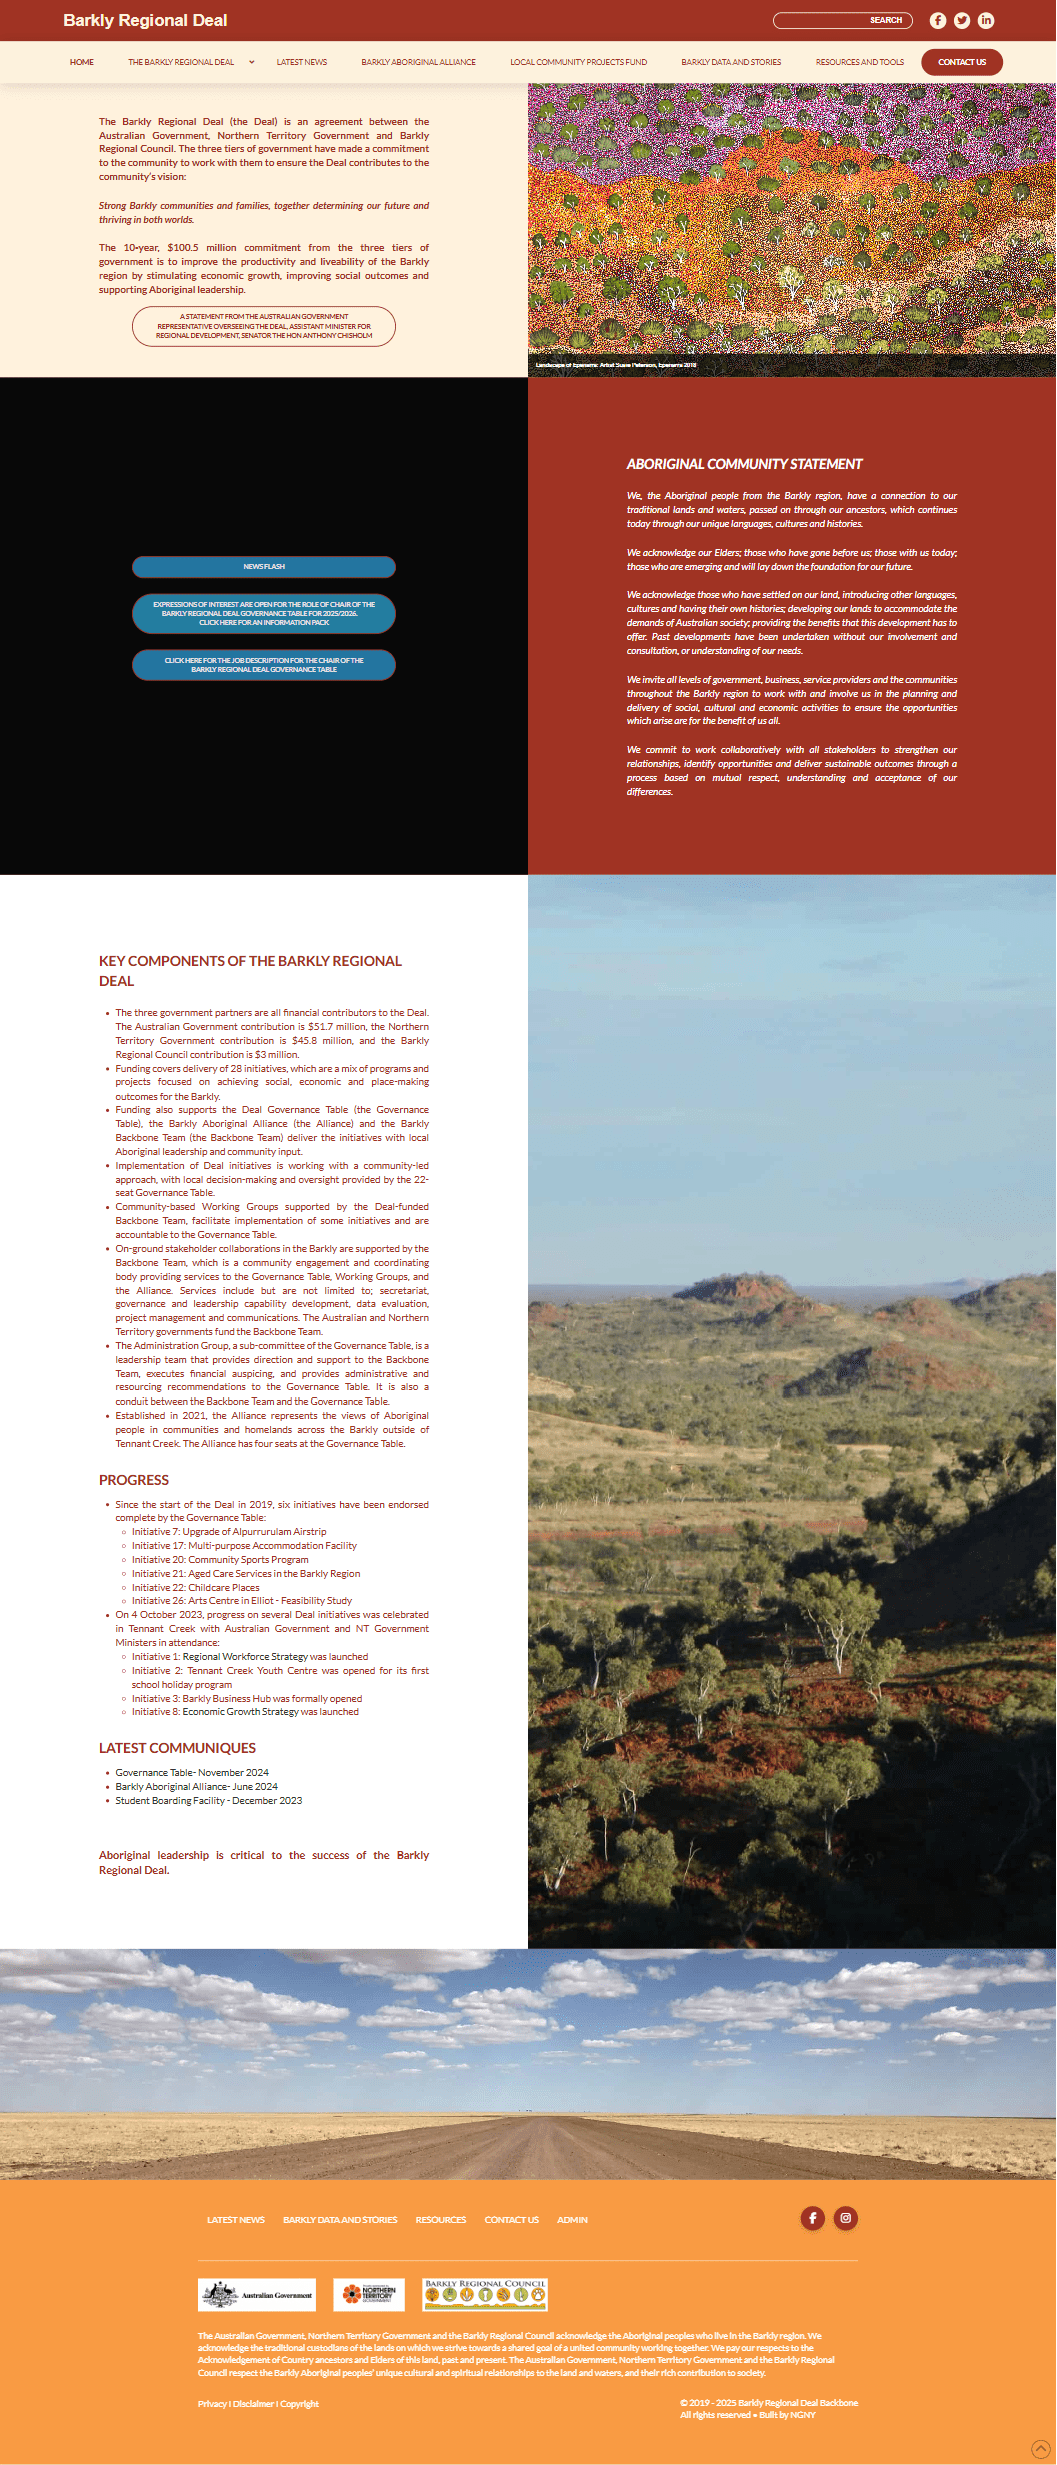 Barkly Regional Deal
SEARCH
HOME
THE BARKLY REGIONAL DEAL
LATEST NEWS
BARKLY ABORIGINAL ALLIANCE
LOCAL COMMUNITY PROJECTS FUND
BARKLY DATA AND STORIES
RESOURCES AND TOOLS
CONTACT US
The Barkly Regional Deal (the Deal) is an agreement between the
Australian Government, Northern Territory Government and Barkly
Regional Council. The three tiers of government have made a commitment
to the community to work with them to ensure the Deal contributes to the
community's vision:
Strong Barkly communities and families, together determining our future and
thriving in both worlds.
The 10-year, $100.5 million commitment from the three tiers of
government is to improve the productivity and liveability of the Barkly
region by stimulating economic growth, improving social outcomes and
supporting Aboriginal leadership.
A STATEMENT FROM THE AUSTRALIAN GOVERNMENT
REPRESENTATIVE OVERSEEING THE DEAL, ASSISTANT MINISTER FOR
REGIONAL DEVELOPMENT, SENATOR THE HON ANTHONY CHISHOLM
Landscape of Epenarra: Artist Susie Peterson, Epenarra 2018
NEWS FLASH
EXPRESSIONS OF INTEREST ARE OPEN FOR THE ROLE OF CHAIR OF THE
BARKLY REGIONAL DEAL GOVERNANCE TABLE FOR 2025/2026.
CLICK HERE FOR AN INFORMATION PACK
CLICK HERE FOR THE JOB DESCRIPTION FOR THE CHAIR OF THE
BARKLY REGIONAL DEAL GOVERNANCE TABLE
ABORIGINAL COMMUNITY STATEMENT
We, the Aboriginal people from the Barkly region, have a connection to our
traditional lands and waters, passed on through our ancestors, which continues
today through our unique languages, cultures and histories.
We acknowledge our Elders; those who have gone before us; those with us today;
those who are emerging and will lay down the foundation for our future.
We acknowledge those who have settled on our land, introducing other languages,
cultures and having their own histories; developing our lands to accommodate the
demands of Australian society; providing the benefits that this development has to
offer. Past developments have been undertaken without our involvement and
consultation, or understanding of our needs.
We invite all levels of government, business, service providers and the communities
throughout the Barkly region to work with and involve us in the planning and
delivery of social, cultural and economic activities to ensure the opportunities
which arise are for the benefit of us all.
We commit to work collaboratively with all stakeholders to strengthen our
relationships, identify opportunities and deliver sustainable outcomes through a
process based on mutual respect, understanding and acceptance of our
differences.
KEY COMPONENTS OF THE BARKLY REGIONAL
DEAL
• The three government partners are all financial contributors to the Deal.
The Australian Government contribution is $51.7 million, the Northern
Territory Government contribution is $45.8 million, and the Barkly
Regional Council contribution is $3 million.
• Funding covers delivery of 28 initiatives, which are a mix of programs and
projects focused on achieving social, economic and place-making
outcomes for the Barkly.
• Funding also supports the Deal Governance Table (the Governance
Table), the Barkly Aboriginal Alliance (the Alliance) and the Barkly
Backbone Team (the Backbone Team) deliver the initiatives with local
Aboriginal leadership and community input.
• Implementation of Deal initiatives is working with a community-led
approach, with local decision-making and oversight provided by the 22-
seat Governance Table.
• Community-based Working Groups supported by the Deal-funded
Backbone Team, facilitate implementation of some initiatives and are
accountable to the Governance Table.
• On-ground stakeholder collaborations in the Barkly are supported by the
Backbone Team, which is a community engagement and coordinating
body providing services to the Governance Table, Working Groups, and
the Alliance. Services include but are not limited to; secretariat,
governance and leadership capability development, data evaluation,
project management and communications. The Australian and Northern
Territory governments fund the Backbone Team.
• The Administration Group, a sub-committee of the Governance Table, is a
leadership team that provides direction and support to the Backbone
Team, executes financial auspicing, and provides administrative and
resourcing recommendations to the Governance Table. It is also a
conduit between the Backbone Team and the Governance Table.
• Established in 2021, the Alliance represents the views of Aboriginal
people in communities and homelands across the Barkly outside of
Tennant Creek. The Alliance has four seats at the Governance Table.
PROGRESS
• Since the start of the Deal in 2019, six initiatives have been endorsed
complete by the Governance Table:
◦ Initiative 7: Upgrade of Alpurrurulam Airstrip
◦ Initiative 17: Multi-purpose Accommodation Facility
◦ Initiative 20: Community Sports Program
◦ Initiative 21: Aged Care Services in the Barkly Region
◦ Initiative 22: Childcare Places
◦ Initiative 26: Arts Centre in Elliot - Feasibility Study
• On 4 October 2023, progress on several Deal initiatives was celebrated
in Tennant Creek with Australian Government and NT Government
Ministers in attendance:
◦ Initiative 1: Regional Workforce Strategy was launched
◦ Initiative 2: Tennant Creek Youth Centre was opened for its first
school holiday program
◦ Initiative 3: Barkly Business Hub was formally opened
◦ Initiative 8: Economic Growth Strategy was launched
LATEST COMMUNIQUES
• Governance Table- November 2024
• Barkly Aboriginal Alliance- June 2024
• Student Boarding Facility - December 2023
Aboriginal leadership is critical to the success of the Barkly
Regional Deal.
LATEST NEWS
BARKLY DATA AND STORIES
RESOURCES
CONTACT US
ADMIN
Australian Government
NORTHERN
TERRITORY
GOVERNMENT
BARKLY REGIONAL COUNCIL
The Australian Government, Northern Territory Government and the Barkly Regional Council acknowledge the Aboriginal peoples who live in the Barkly region. We
acknowledge the traditional custodians of the lands on which we strive towards a shared goal of a united community working together. We pay our respects to the
Acknowledgement of Country ancestors and Elders of this land, past and present. The Australian Government, Northern Territory Government and the Barkly Regional
Council respect the Barkly Aboriginal peoples' unique cultural and spiritual relationships to the land and waters, and their rich contribution to society.
Privacy I Disclaimer I Copyright
© 2019 - 2025 Barkly Regional Deal Backbone
All rights reserved • Built by NGNY